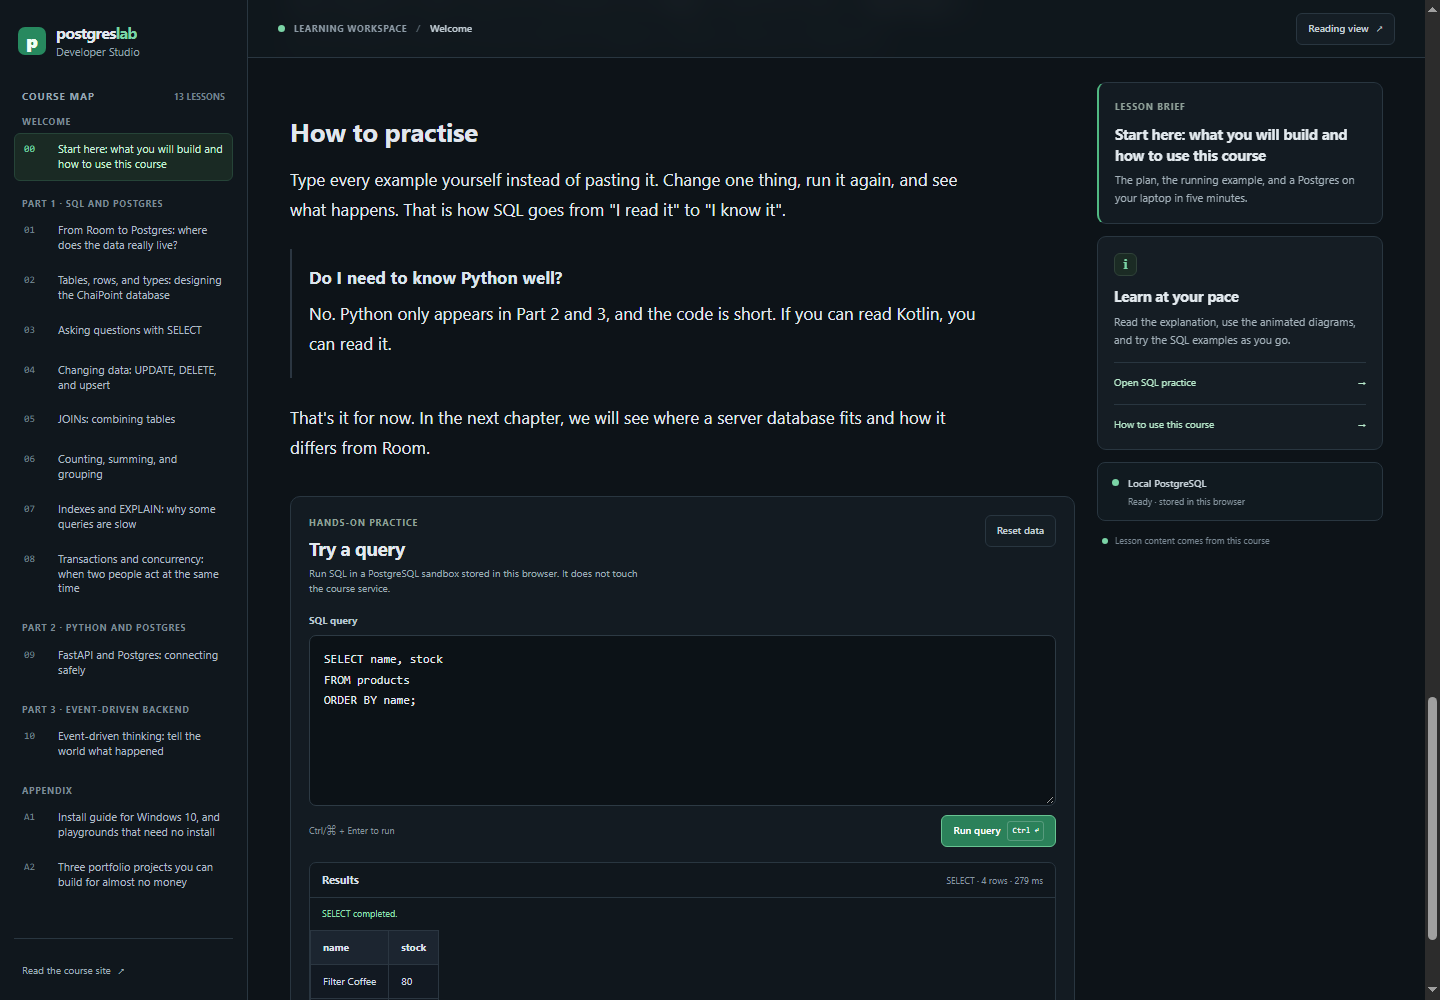 p
postgreslab
Developer Studio
COURSE MAP
13 LESSONS
WELCOME
00
Start here: what you will build and
how to use this course
PART 1 · SQL AND POSTGRES
01
From Room to Postgres: where
does the data really live?
02
Tables, rows, and types: designing
the ChaiPoint database
03
Asking questions with SELECT
04
Changing data: UPDATE, DELETE,
and upsert
05
JOINs: combining tables
06
Counting, summing, and
grouping
07
Indexes and EXPLAIN: why some
queries are slow
08
Transactions and concurrency:
when two people act at the same
time
PART 2 · PYTHON AND POSTGRES
09
FastAPI and Postgres: connecting
safely
PART 3 · EVENT-DRIVEN BACKEND
10
Event-driven thinking: tell the
world what happened
APPENDIX
A1
Install guide for Windows 10, and
playgrounds that need no install
A2
Three portfolio projects you can
build for almost no money
Read the course site ↗
LEARNING WORKSPACE / Welcome
Reading view ↗
How to practise
Type every example yourself instead of pasting it. Change one thing, run it again, and see
what happens. That is how SQL goes from "I read it" to "I know it".
Do I need to know Python well?
No. Python only appears in Part 2 and 3, and the code is short. If you can read Kotlin, you
can read it.
That's it for now. In the next chapter, we will see where a server database fits and how it
differs from Room.
HANDS-ON PRACTICE
Try a query
Run SQL in a PostgreSQL sandbox stored in this browser. It does not touch
the course service.
Reset data
SQL query
SELECT name, stock
FROM products
ORDER BY name;
Ctrl/⌘ + Enter to run
Run query Ctrl ⏎
Results
SELECT · 4 rows · 279 ms
SELECT completed.
name stock
Filter Coffee 80
LESSON BRIEF
Start here: what you will build and
how to use this course
The plan, the running example, and a Postgres on
your laptop in five minutes.
i
Learn at your pace
Read the explanation, use the animated diagrams,
and try the SQL examples as you go.
Open SQL practice →
How to use this course →
Local PostgreSQL
Ready · stored in this browser
Lesson content comes from this course